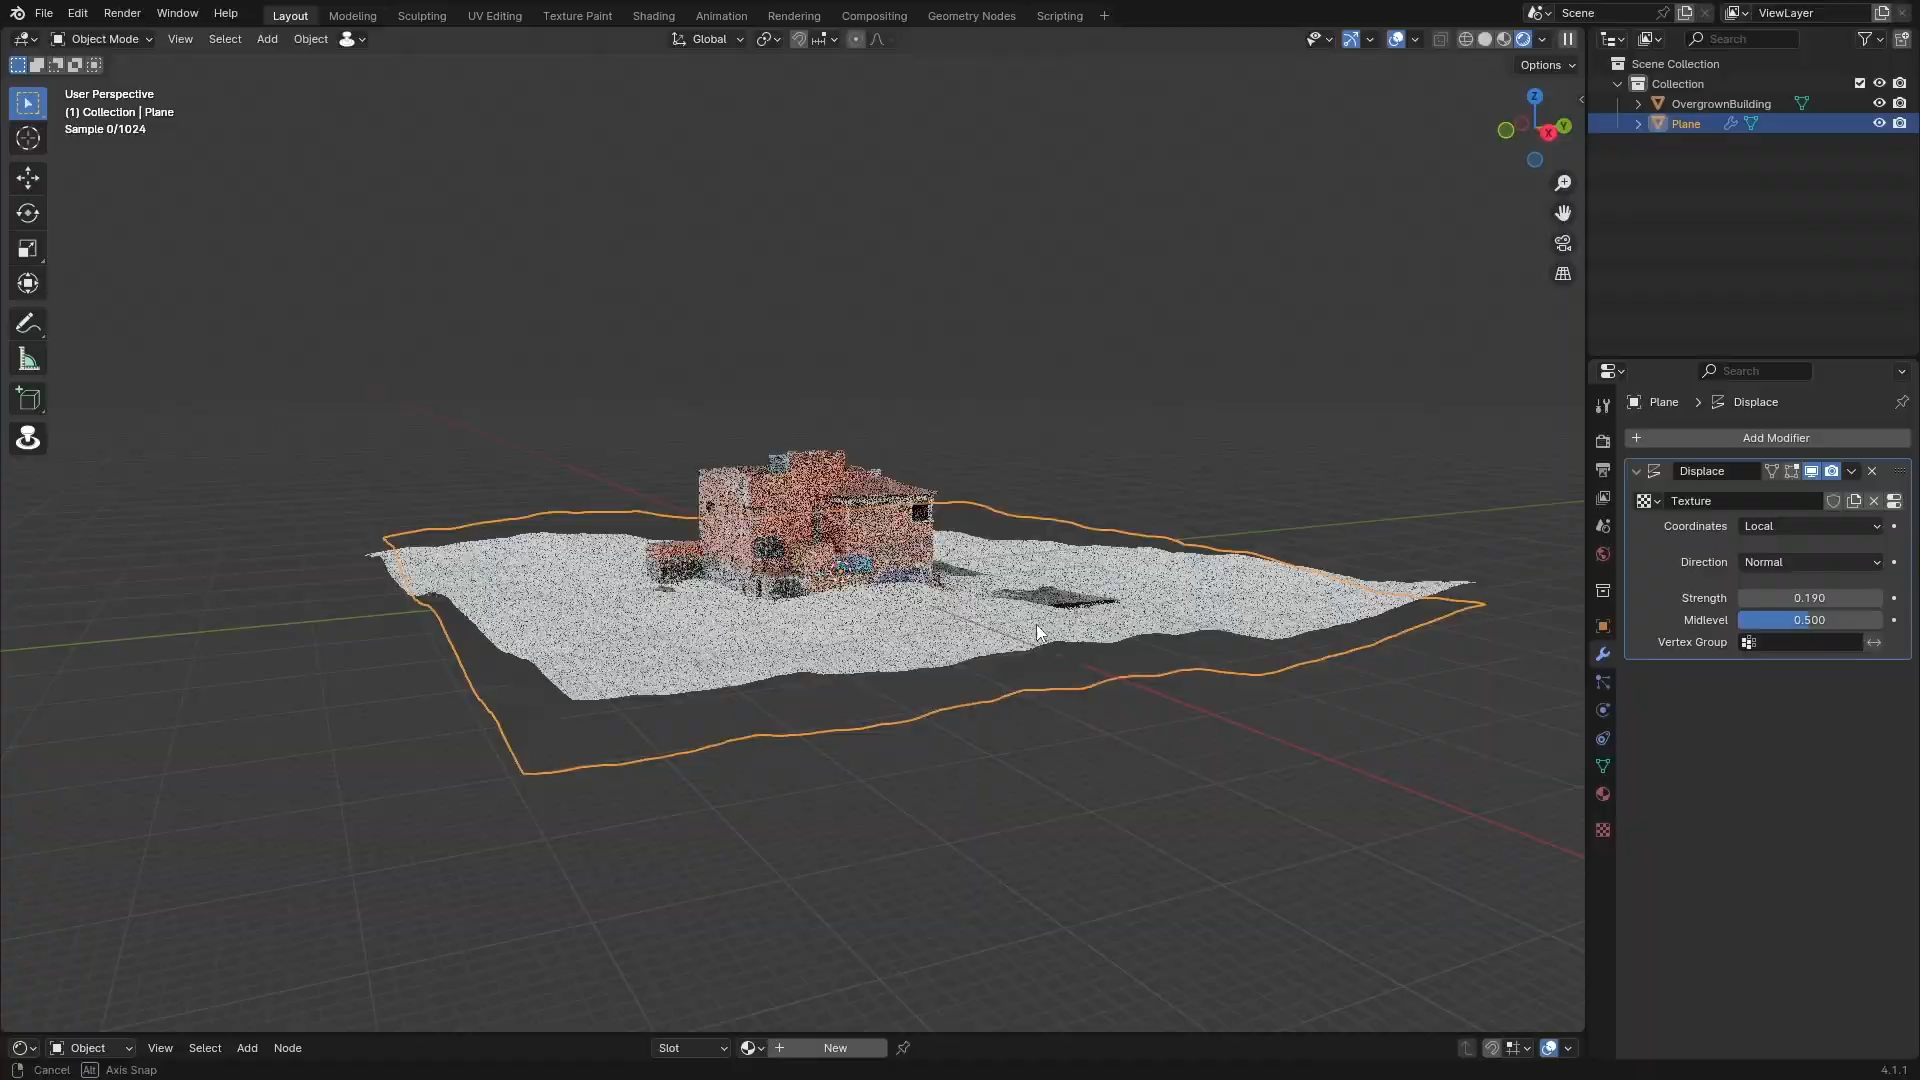 File Edit Render Window Help Layout Modeling Sculpting UV Editing Texture Paint Shading Animation Rendering Compositing Geometry Nodes Scripting + Scene ViewLayer
Object Mode View Select Add Object Global Search
Options
User Perspective
(1) Collection | Plane
Sample 0/1024
Z
X
Y
Scene Collection
Collection
OvergrownBuilding
Plane
Search
Plane > Displace
+ Add Modifier
Displace
Texture
Coordinates Local
Direction Normal
Strength 0.190
Midlevel 0.500
Vertex Group
Object View Select Add Node Slot + New
Cancel Alt Axis Snap 4.1.1